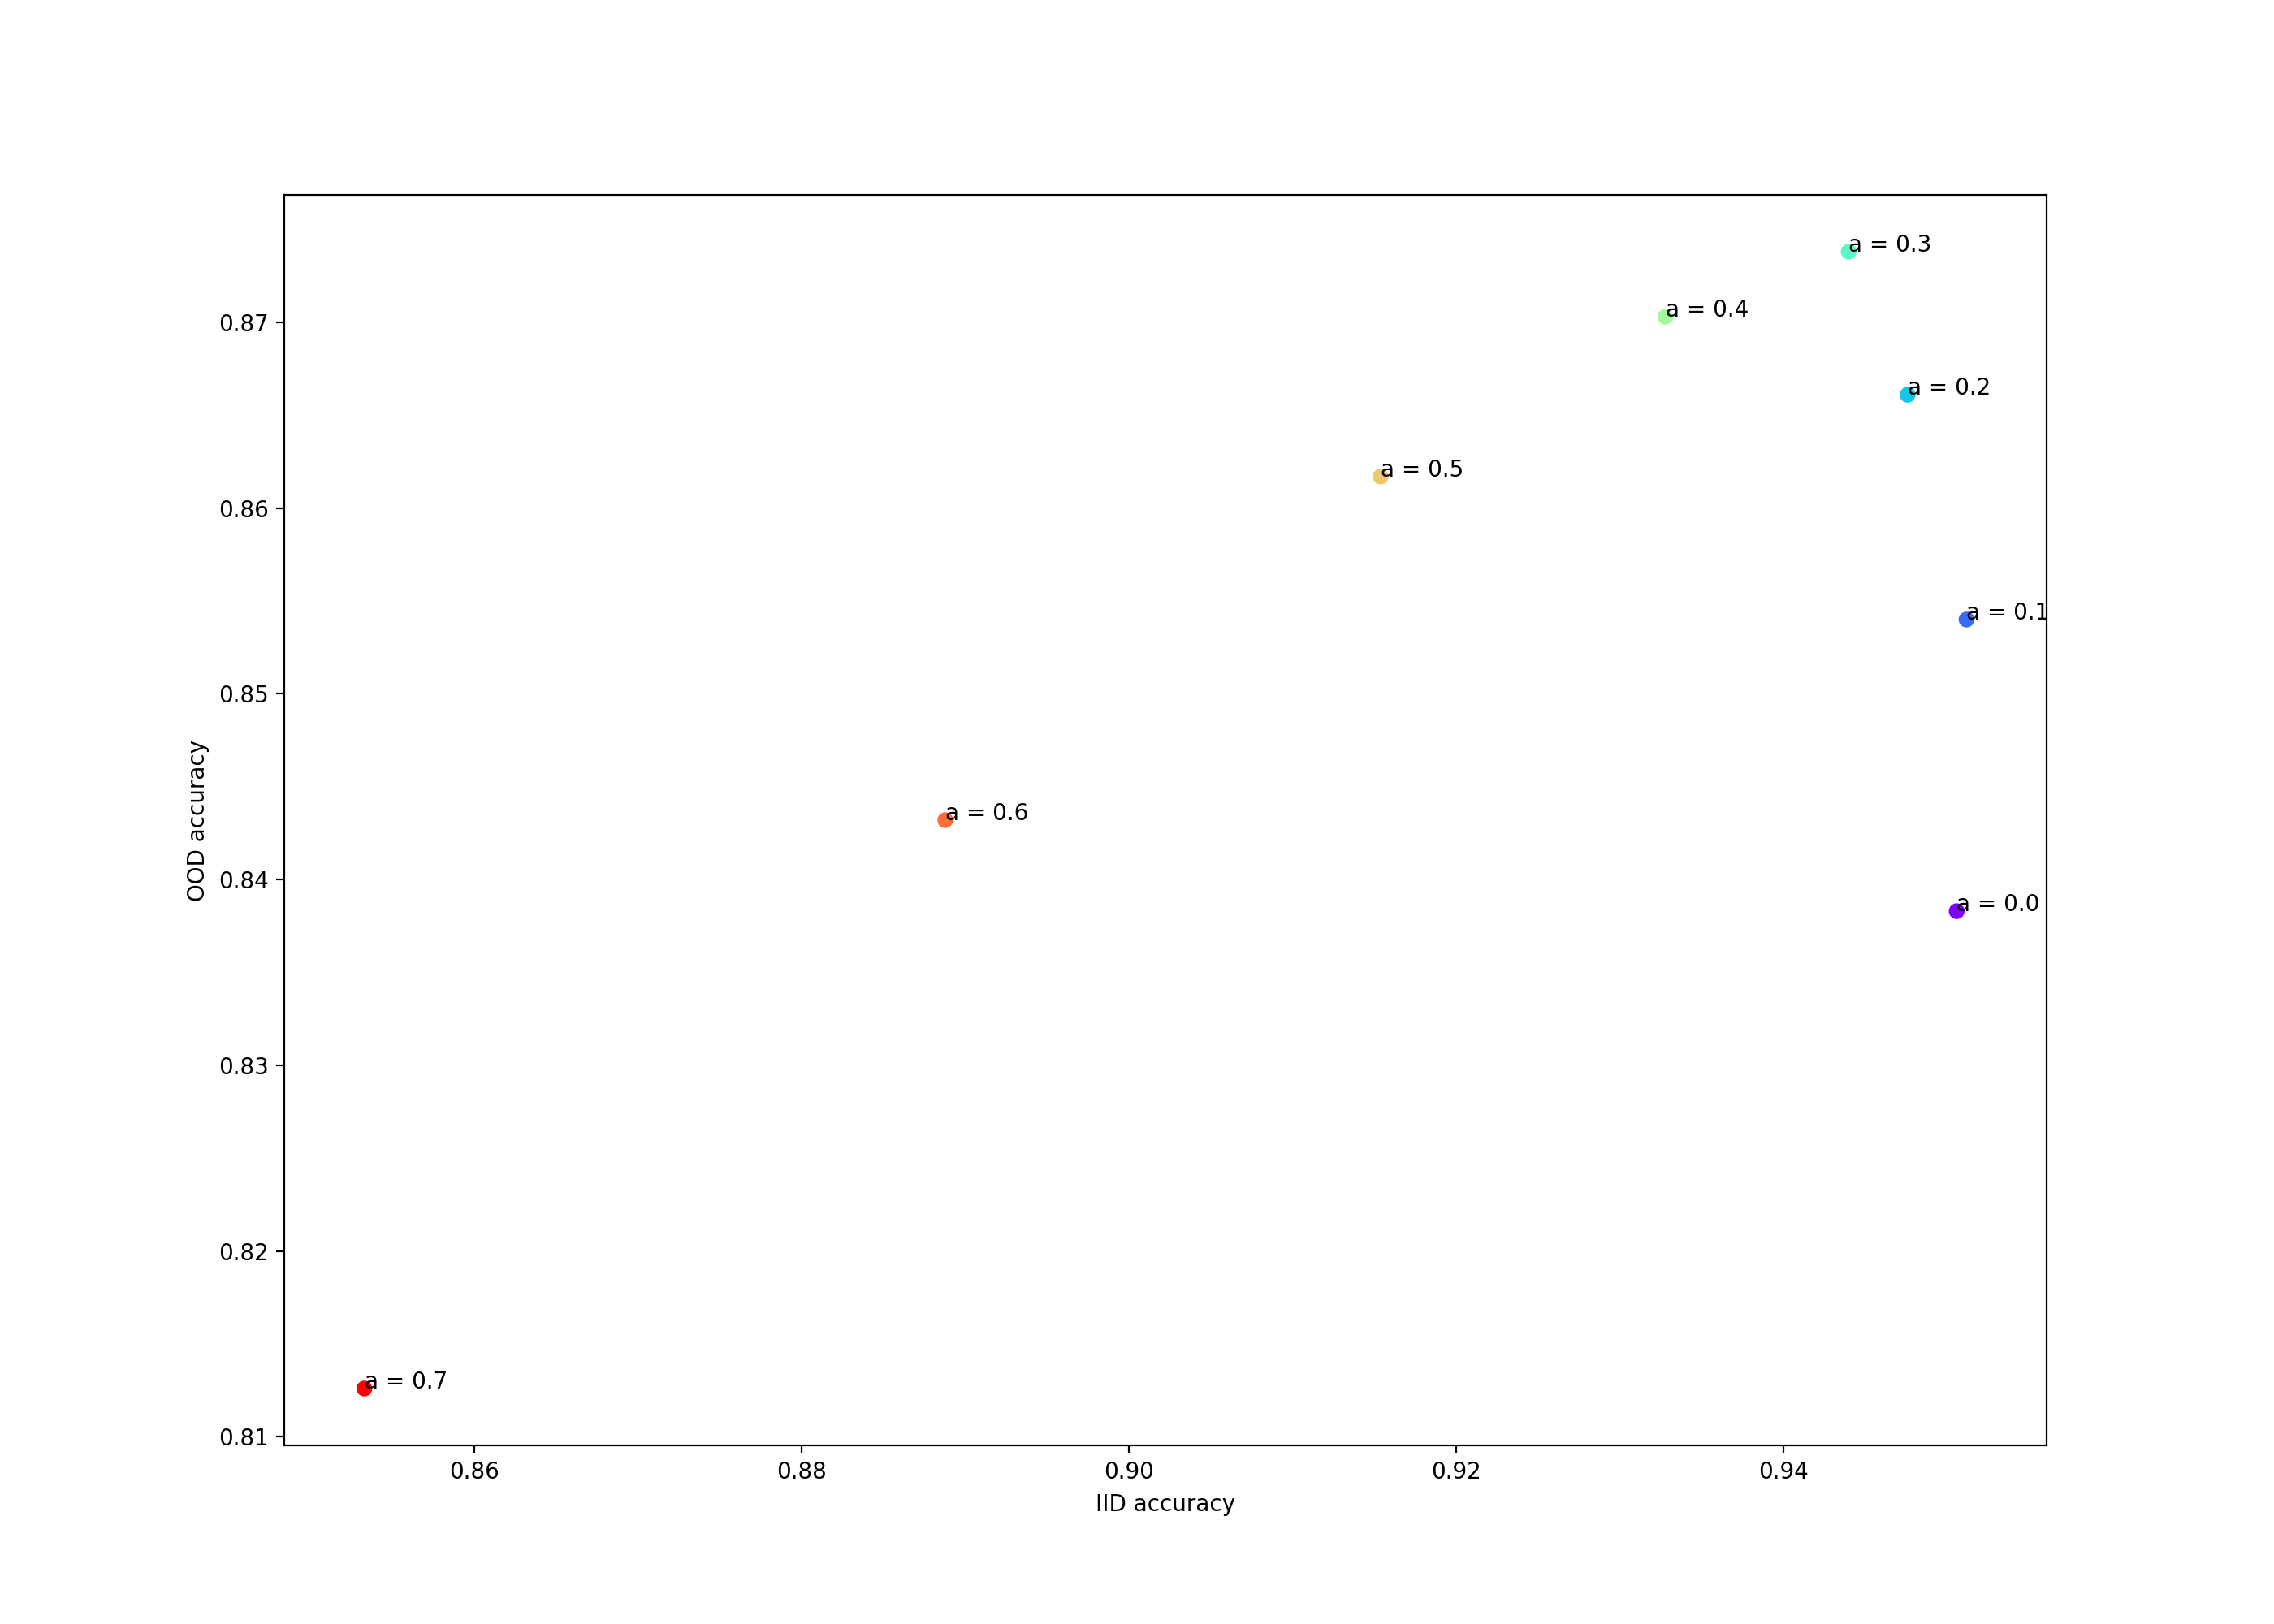 a = 0.3
a = 0.4
a = 0.2
a = 0.5
a = 0.1
a = 0.6
a = 0.0
a = 0.7
0.87
0.86
0.85
0.84
0.83
0.82
0.81
OOD accuracy
0.86 0.88 0.90 0.92 0.94
IID accuracy